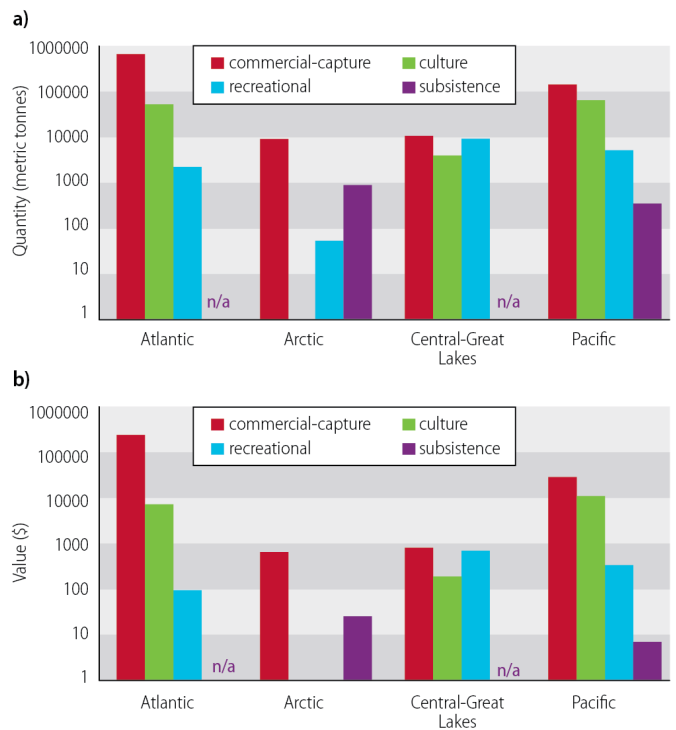 a)
Quantity (metric tonnes)
1000000
100000
10000
1000
100
10
1
commercial-capture
culture
recreational
subsistence
n/a
n/a
Atlantic
Arctic
Central-Great
Lakes
Pacific
b)
Value ($)
1000000
100000
10000
1000
100
10
1
commercial-capture
culture
recreational
subsistence
n/a
n/a
Atlantic
Arctic
Central-Great
Lakes
Pacific